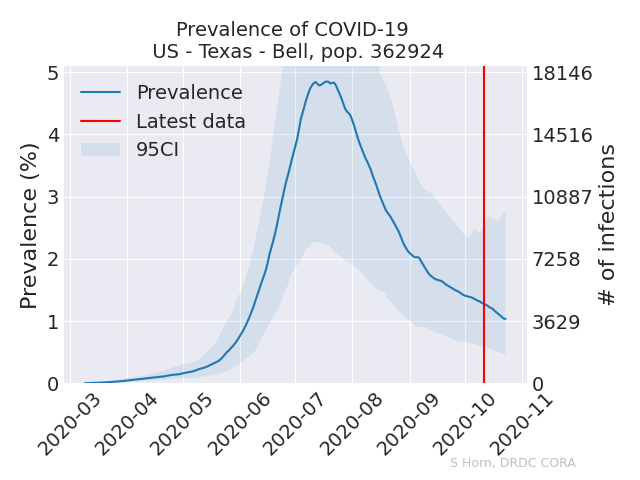 Prevalence of COVID-19
US - Texas - Bell, pop. 362924
Prevalence
Latest data
95CI
Prevalence (%)
5
4
3
2
1
0
18146
14516
10887
7258
3629
0
# of infections
2020-03
2020-04
2020-05
2020-06
2020-07
2020-08
2020-09
2020-10
2020-11
S Horn, DRDC CORA